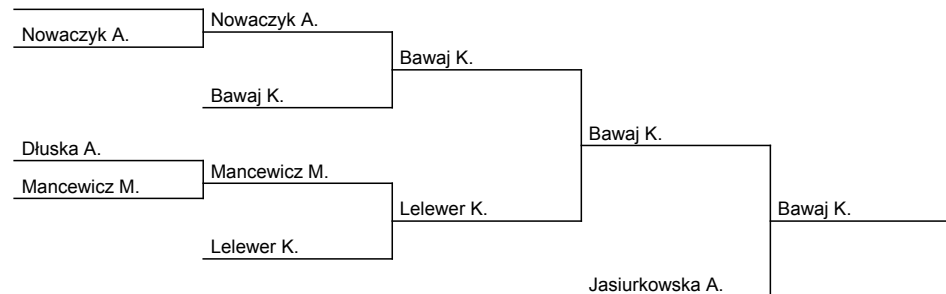 Nowaczyk A.
Nowaczyk A.
Bawaj K.
Bawaj K.
Bawaj K.
Dłuska A.
Mancewicz M.
Mancewicz M.
Lelewer K.
Bawaj K.
Lelewer K.
Jasiurkowska A.